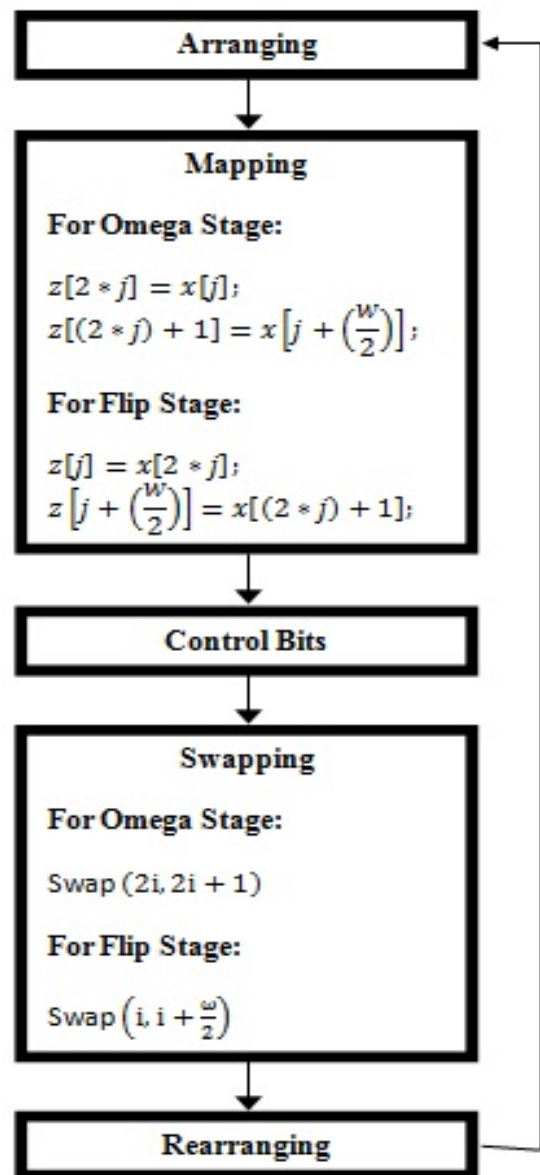 Arranging
Mapping
For Omega Stage:
z[2 * j] = x[j];
z[(2 * j) + 1] = x[j + (w/2)];
For Flip Stage:
z[j] = x[2 * j];
z[j + (w/2)] = x[(2 * j) + 1];
Control Bits
Swapping
For Omega Stage:
Swap (2i, 2i + 1)
For Flip Stage:
Swap (i, i + ω/2)
Rearranging